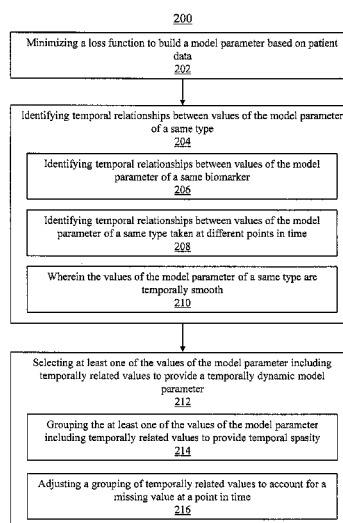 200
Minimizing a loss function to build a model parameter based on patient
data
202
Identifying temporal relationships between values of the model parameter
of a same type
204
Identifying temporal relationships between values of the model
parameter of a same biomarker
206
Identifying temporal relationships between values of the model
parameter of a same type taken at different points in time
208
Wherein the values of the model parameter of a same type are
temporally smooth
210
Selecting at least one of the values of the model parameter including
temporally related values to provide a temporally dynamic model
parameter
212
Grouping the at least one of the values of the model parameter
including temporally related values to provide temporal spasity
214
Adjusting a grouping of temporally related values to account for a
missing value at a point in time
216